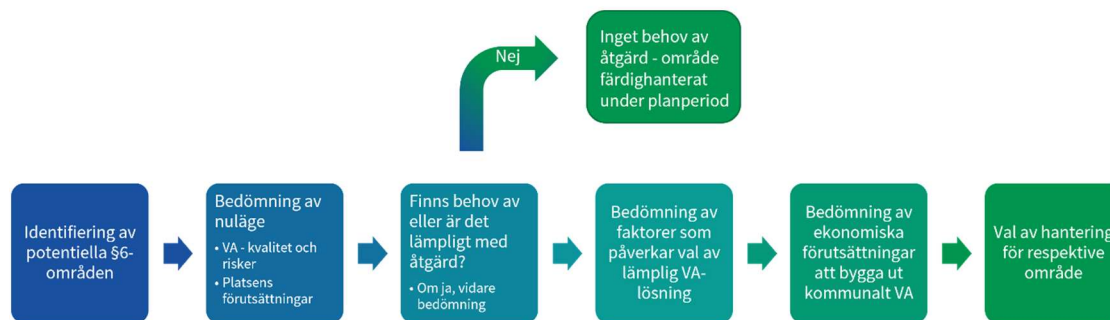 Nej
Inget behov av
åtgärd - område
färdighanterat
under planperiod
Identifiering av
potentiella §6-
områden
Bedömning av
nuläge
• VA - kvalitet och
risker
• Platsens
förutsättningar
Finns behov av
eller är det
lämpligt med
åtgärd?
• Om ja, vidare
bedömning
Bedömning av
faktorer som
påverkar val av
lämplig VA-
lösning
Bedömning av
ekonomiska
förutsättningar
att bygga ut
kommunalt VA
Val av hantering
för respektive
område